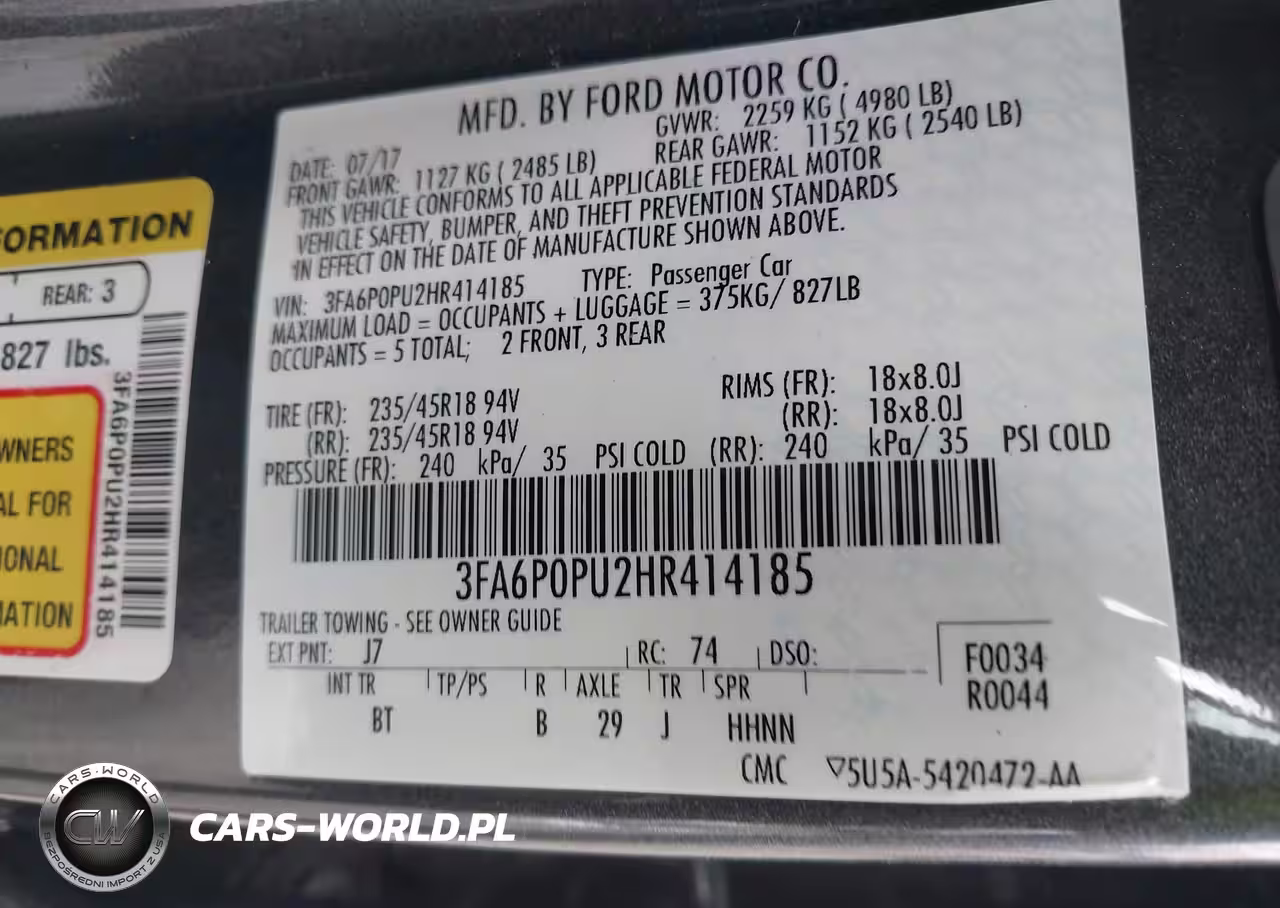 MFD. BY FORD MOTOR CO.
DATE: 07/17 GVWR: 2259 KG ( 4980 LB)
FRONT GAWR: 1127 KG ( 2485 LB) REAR GAWR: 1152 KG ( 2540 LB)
THIS VEHICLE CONFORMS TO ALL APPLICABLE FEDERAL MOTOR
VEHICLE SAFETY, BUMPER, AND THEFT PREVENTION STANDARDS
IN EFFECT ON THE DATE OF MANUFACTURE SHOWN ABOVE.
VIN: 3FA6P0PU2HR414185 TYPE: Passenger Car
MAXIMUM LOAD = OCCUPANTS + LUGGAGE = 375KG/ 827LB
OCCUPANTS = 5 TOTAL; 2 FRONT, 3 REAR
TIRE (FR): 235/45R18 94V RIMS (FR): 18x8.0J
(RR): 235/45R18 94V (RR): 18x8.0J
PRESSURE (FR): 240 kPa/ 35 PSI COLD (RR): 240 kPa/ 35 PSI COLD
3FA6P0PU2HR414185
TRAILER TOWING - SEE OWNER GUIDE
EXT PNT: J7 RC: 74 DSO: F0034
R0044
INT TR TP/PS R AXLE TR SPR
BT B 29 J HHNN
CMC ▽5U5A-5420472-AA
ORMATION
REAR: 3
827 lbs.
3FA6P0PU2HR414185
WNERS
AL FOR
IONAL
MATION
CARS-WORLD
CW
BEZPOŚREDNI IMPORT Z USA
CARS-WORLD.PL